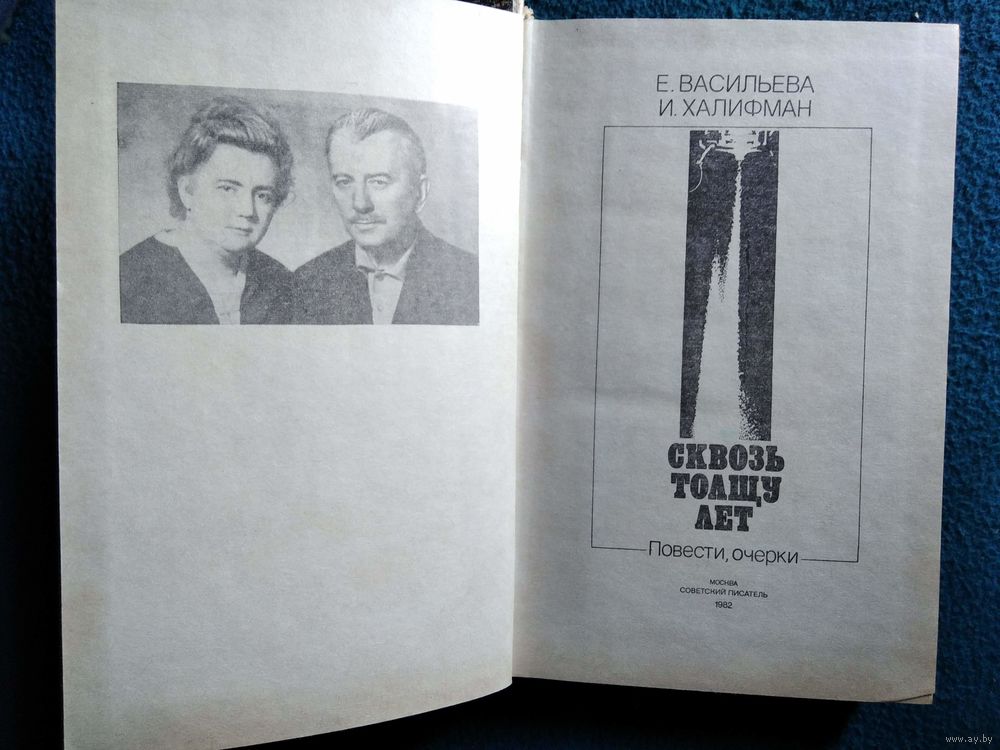 Е. ВАСИЛЬЕВА
И. ХАЛИФМАН
СКВОЗЬ
ТОЛЩУ
ЛЕТ
Повести, очерки
МОСКВА
СОВЕТСКИЙ ПИСАТЕЛЬ
1982
www.ay.by